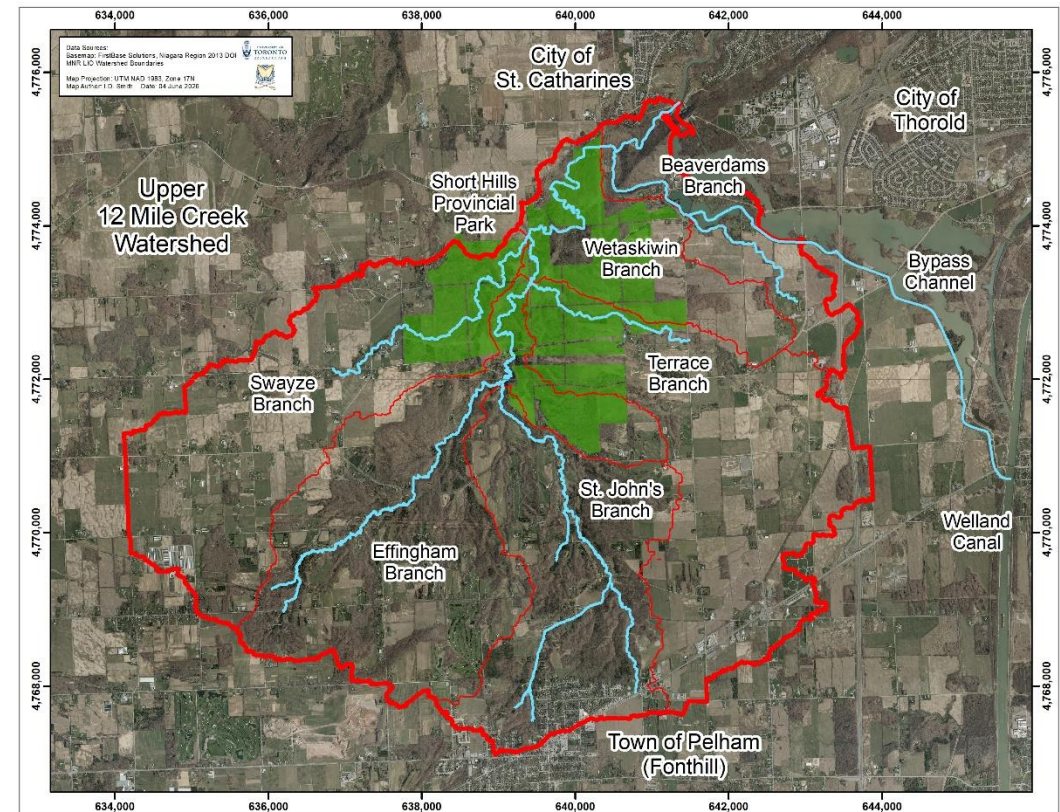 634,000 636,000 638,000 640,000 642,000 644,000
Data Sources:
Basemap: FirstBase Solutions, Niagara Region 2013 DOI
MNR LIO Watershed Boundaries
Map Projection: UTM NAD 1983, Zone 17N
Map Author: I.D. Smith Date: 04 June 2026
TORONTO
4,776,000
4,776,000
City of
St. Catharines
City of
Thorold
Beaverdams
Branch
Short Hills
Provincial
Park
Upper
12 Mile Creek
Watershed
4,774,000
4,774,000
Wetaskiwin
Branch
Bypass
Channel
4,772,000
4,772,000
Swayze
Branch
Terrace
Branch
St. John's
Branch
4,770,000
4,770,000
Welland
Canal
Effingham
Branch
4,768,000
4,768,000
Town of Pelham
(Fonthill)
634,000 636,000 638,000 640,000 642,000 644,000